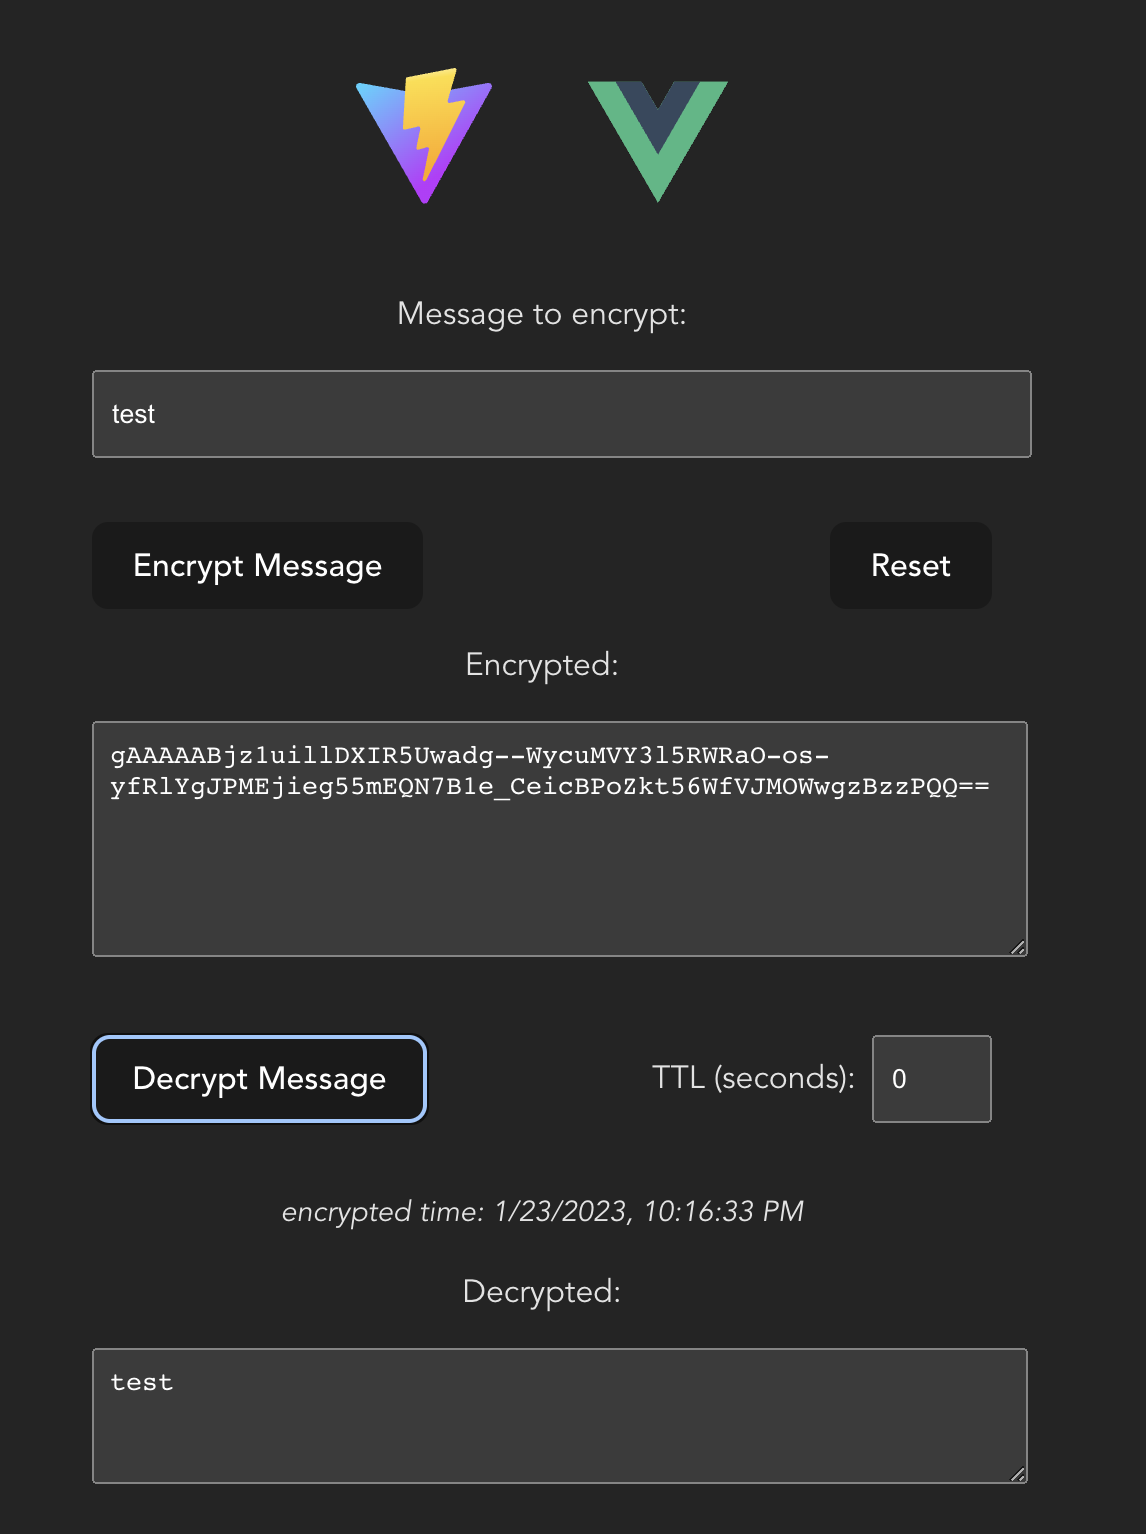 Message to encrypt:
test
Encrypt Message
Reset
Encrypted:
gAAAAABjz1uillDXIR5Uwadg--WycuMVY3l5RWRaO-os-
yfRlYgJPMEjieg55mEQN7B1e_CeicBPoZkt56WfVJMOWwgzBzzPQQ==
Decrypt Message
TTL (seconds):
0
encrypted time: 1/23/2023, 10:16:33 PM
Decrypted:
test